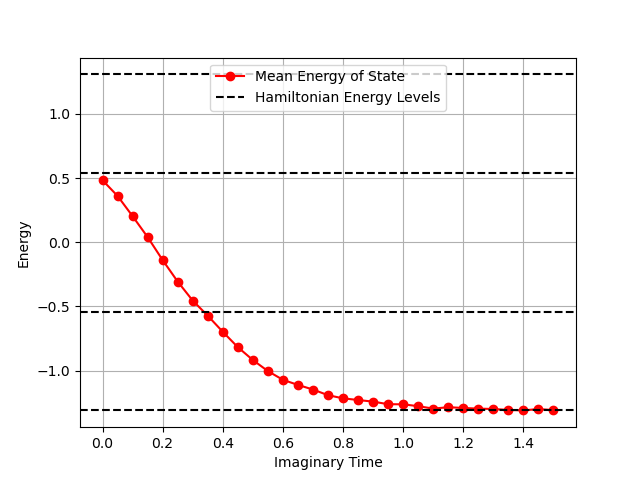 Mean Energy of State
Hamiltonian Energy Levels
1.0
0.5
0.0
−0.5
−1.0
Energy
0.0 0.2 0.4 0.6 0.8 1.0 1.2 1.4
Imaginary Time